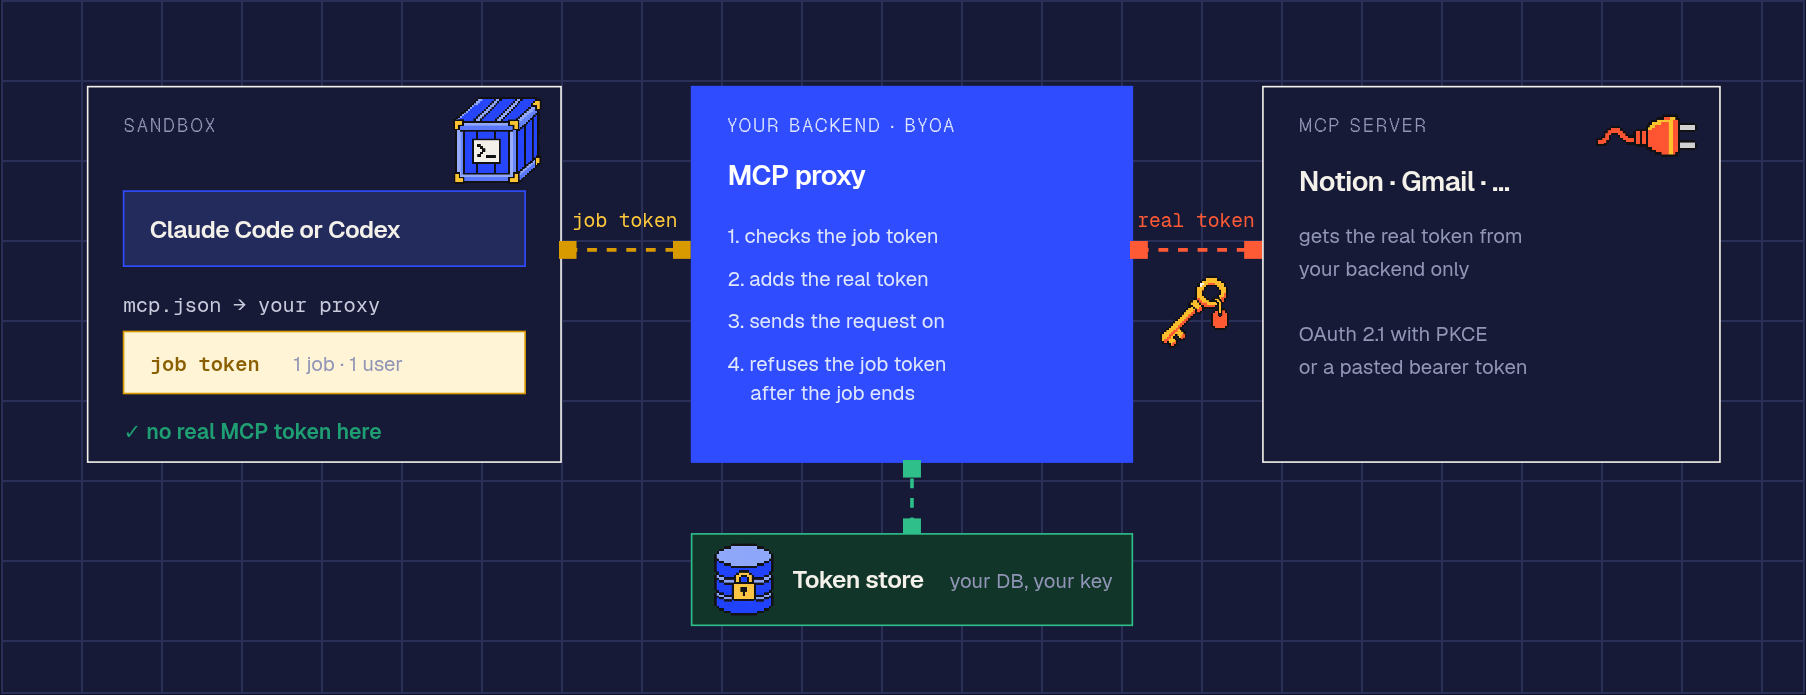 SANDBOX
>_
Claude Code or Codex
mcp.json → your proxy
job token 1 job · 1 user
✓ no real MCP token here
job token
YOUR BACKEND · BYOA
MCP proxy
1. checks the job token
2. adds the real token
3. sends the request on
4. refuses the job token
after the job ends
real token
MCP SERVER
Notion · Gmail · ...
gets the real token from
your backend only
OAuth 2.1 with PKCE
or a pasted bearer token
Token store your DB, your key